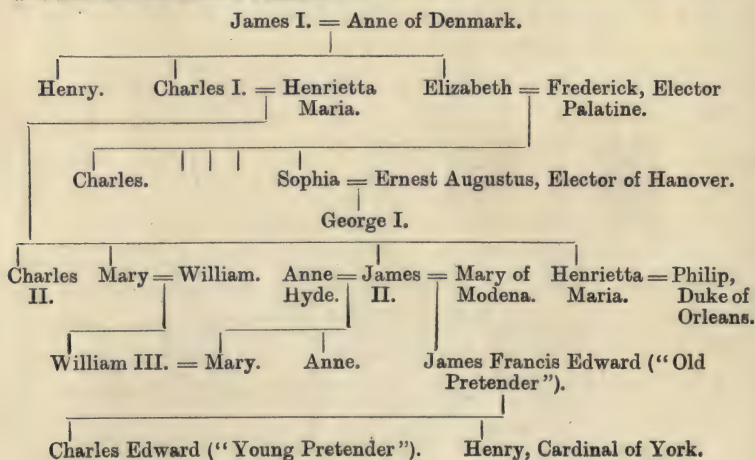 James I. = Anne of Denmark.
Henry. Charles I. = Henrietta Maria. Elizabeth = Frederick, Elector Palatine.
Charles. Sophia = Ernest Augustus, Elector of Hanover.
George I.
Charles II. Mary = William. Anne Hyde. = James II. = Mary of Modena. Henrietta Maria. = Philip, Duke of Orleans.
William III. = Mary. Anne. James Francis Edward ("Old Pretender").
Charles Edward ("Young Pretender"). Henry, Cardinal of York.